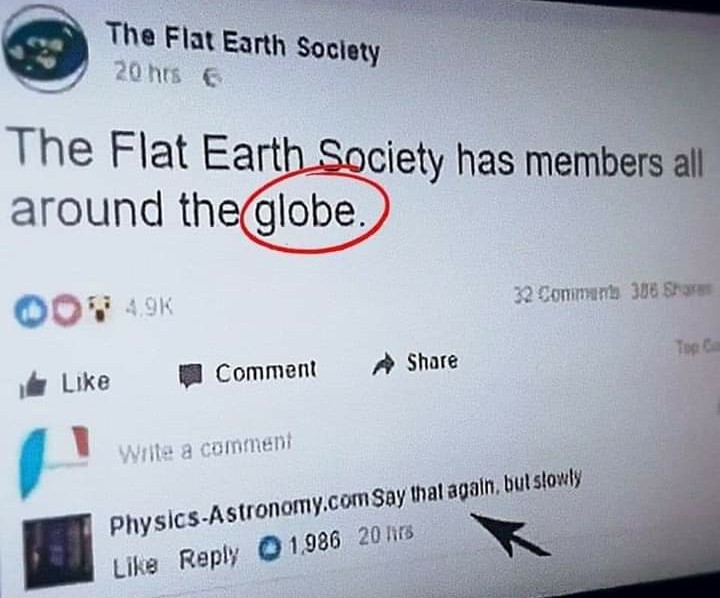 The Flat Earth Society
20 hrs
The Flat Earth Society has members all
around the globe.
4.9K
32 Comments 386 Shares
Top
Like Comment Share
Write a comment
Physics-Astronomy.com Say that again, but slowly
Like Reply 1,986 20 hrs